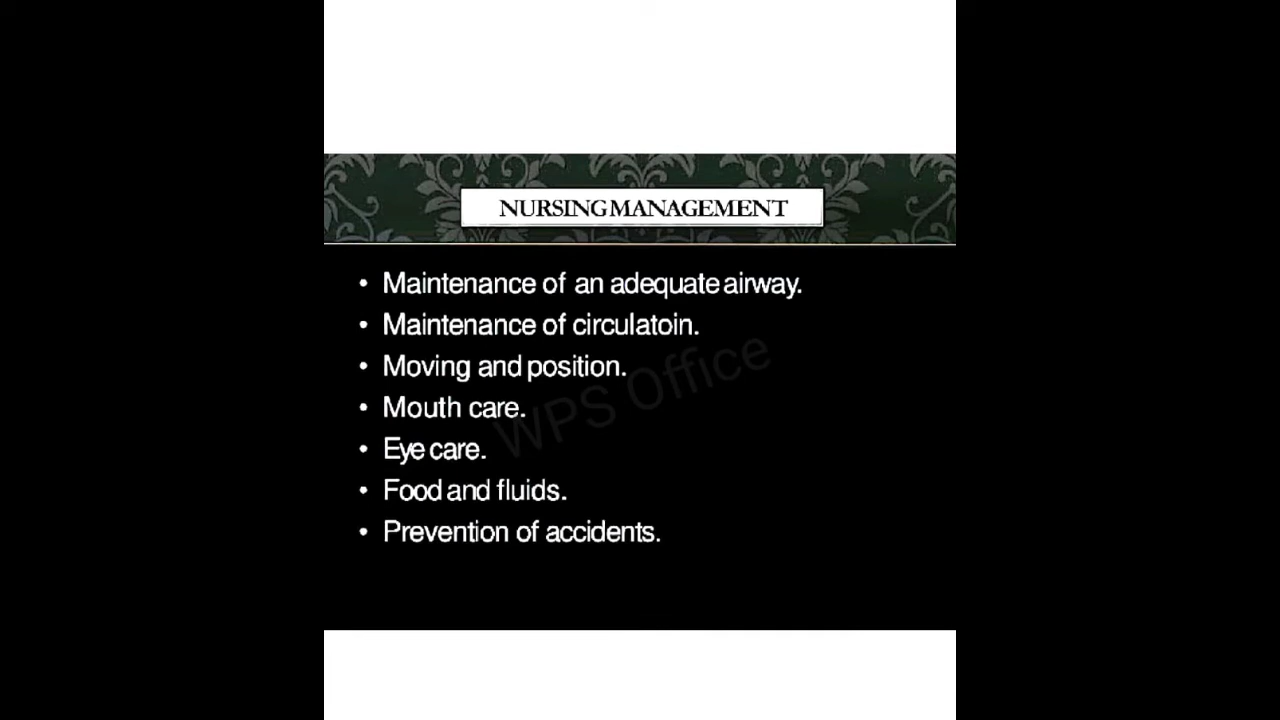 NURSING MANAGEMENT
• Maintenance of an adequate airway.
• Maintenance of circulatoin.
• Moving and position.
• Mouth care.
• Eye care.
• Food and fluids.
• Prevention of accidents.
WPS Office